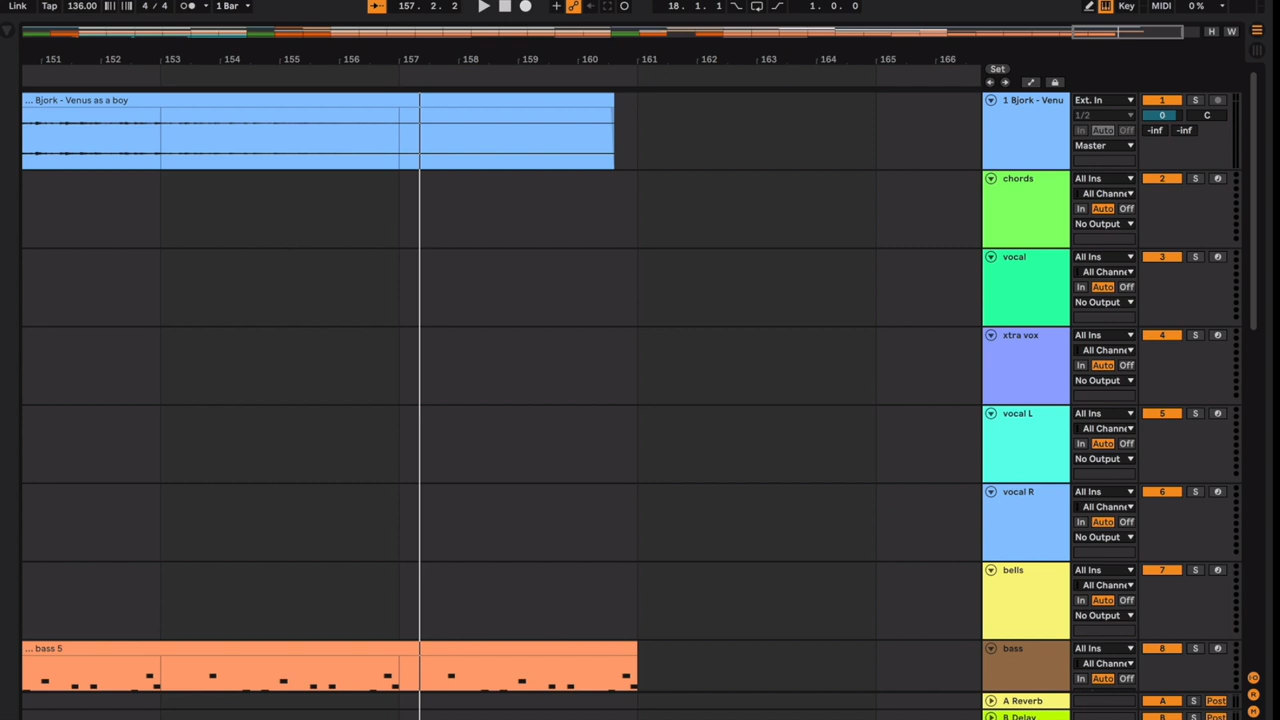 Link Tap 136.00 4 / 4 1 Bar 157. 2. 2 18. 1. 1 1. 0. 0 Key MIDI 0 %
H W
151 152 153 154 155 156 157 158 159 160 161 162 163 164 165 166
Set
... Bjork - Venus as a boy
1 Bjork - Venu Ext. In 1 S
1/2 0 C
In Auto Off -inf -inf
Master
chords All Ins 2 S
All Channe
In Auto Off
No Output
vocal All Ins 3 S
All Channe
In Auto Off
No Output
xtra vox All Ins 4 S
All Channe
In Auto Off
No Output
vocal L All Ins 5 S
All Channe
In Auto Off
No Output
vocal R All Ins 6 S
All Channe
In Auto Off
No Output
bells All Ins 7 S
All Channe
In Auto Off
No Output
... bass 5
bass All Ins 8 S
All Channe
In Auto Off
A Reverb A S Post
B Delay B S Post
I·O
R
M